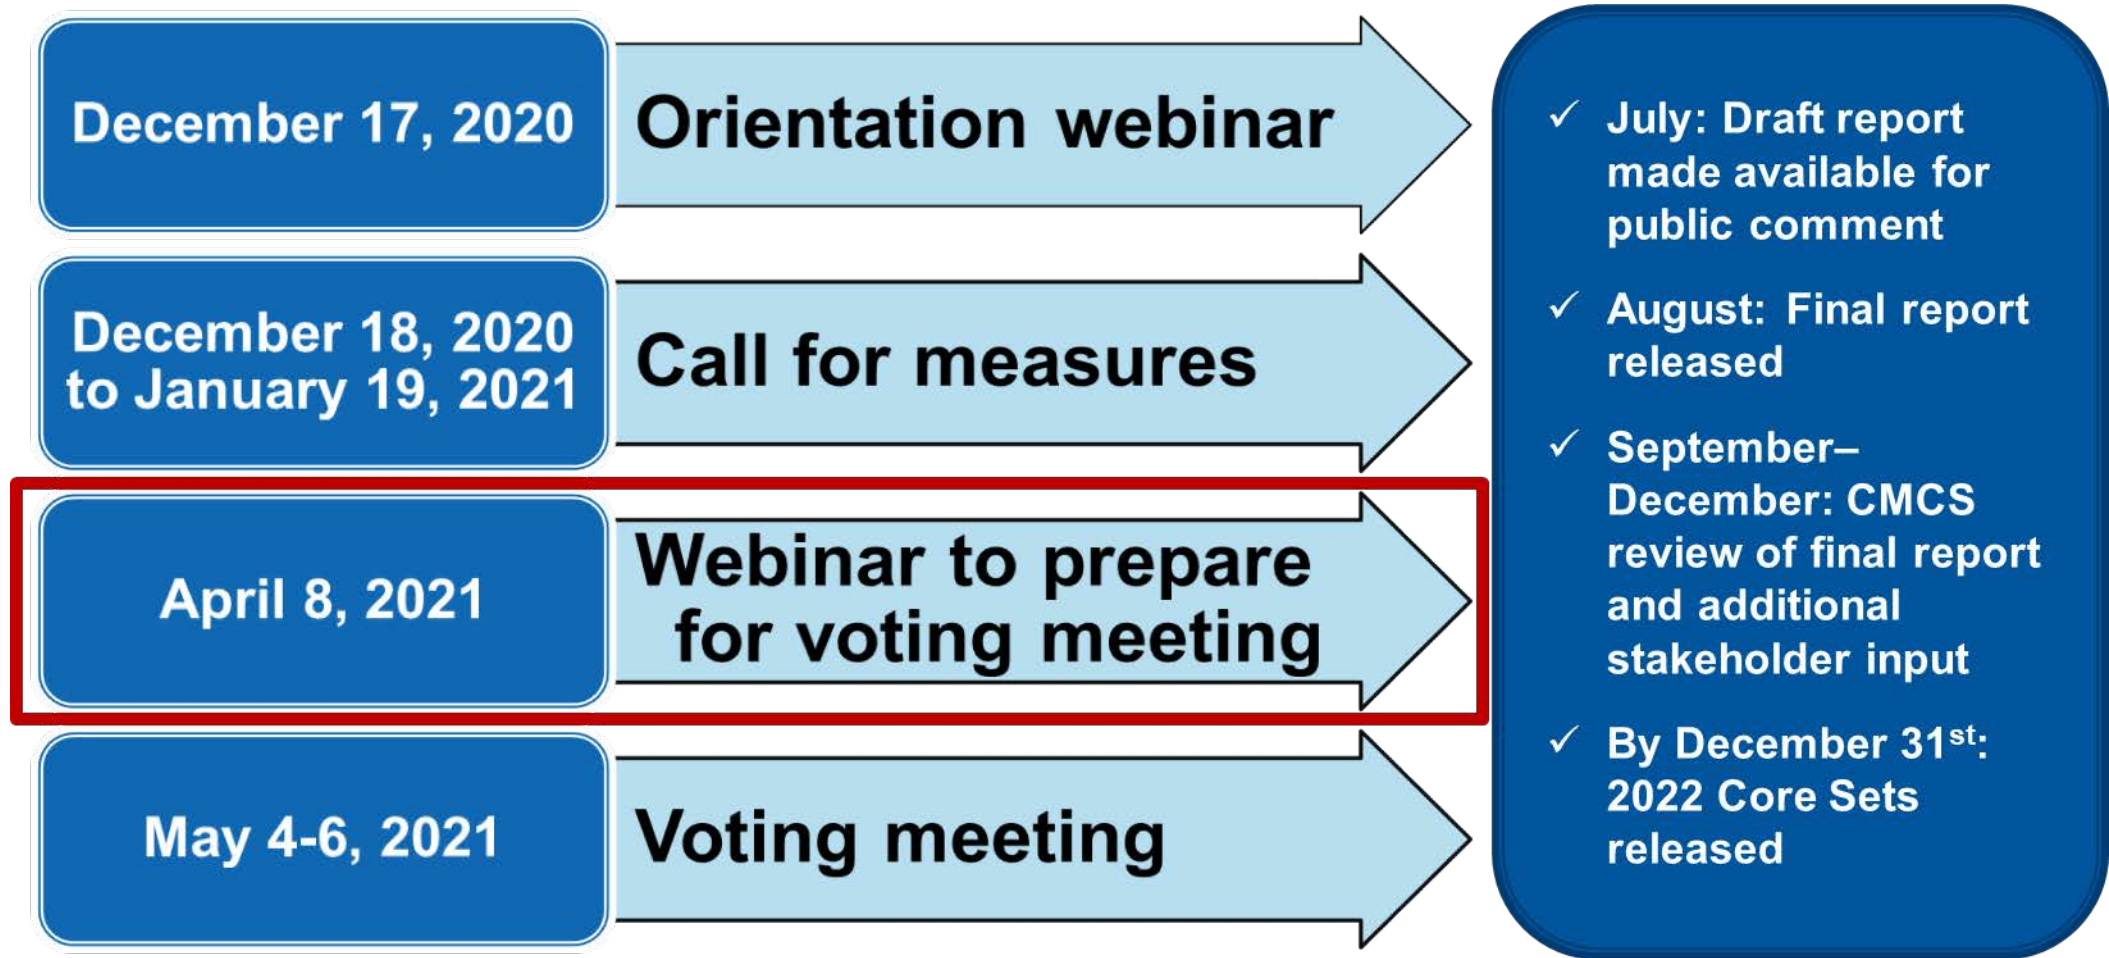 December 17, 2020
Orientation webinar
December 18, 2020
to January 19, 2021
Call for measures
April 8, 2021
Webinar to prepare
for voting meeting
May 4-6, 2021
Voting meeting
✓ July: Draft report
made available for
public comment
✓ August: Final report
released
✓ September–
December: CMCS
review of final report
and additional
stakeholder input
✓ By December 31st:
2022 Core Sets
released